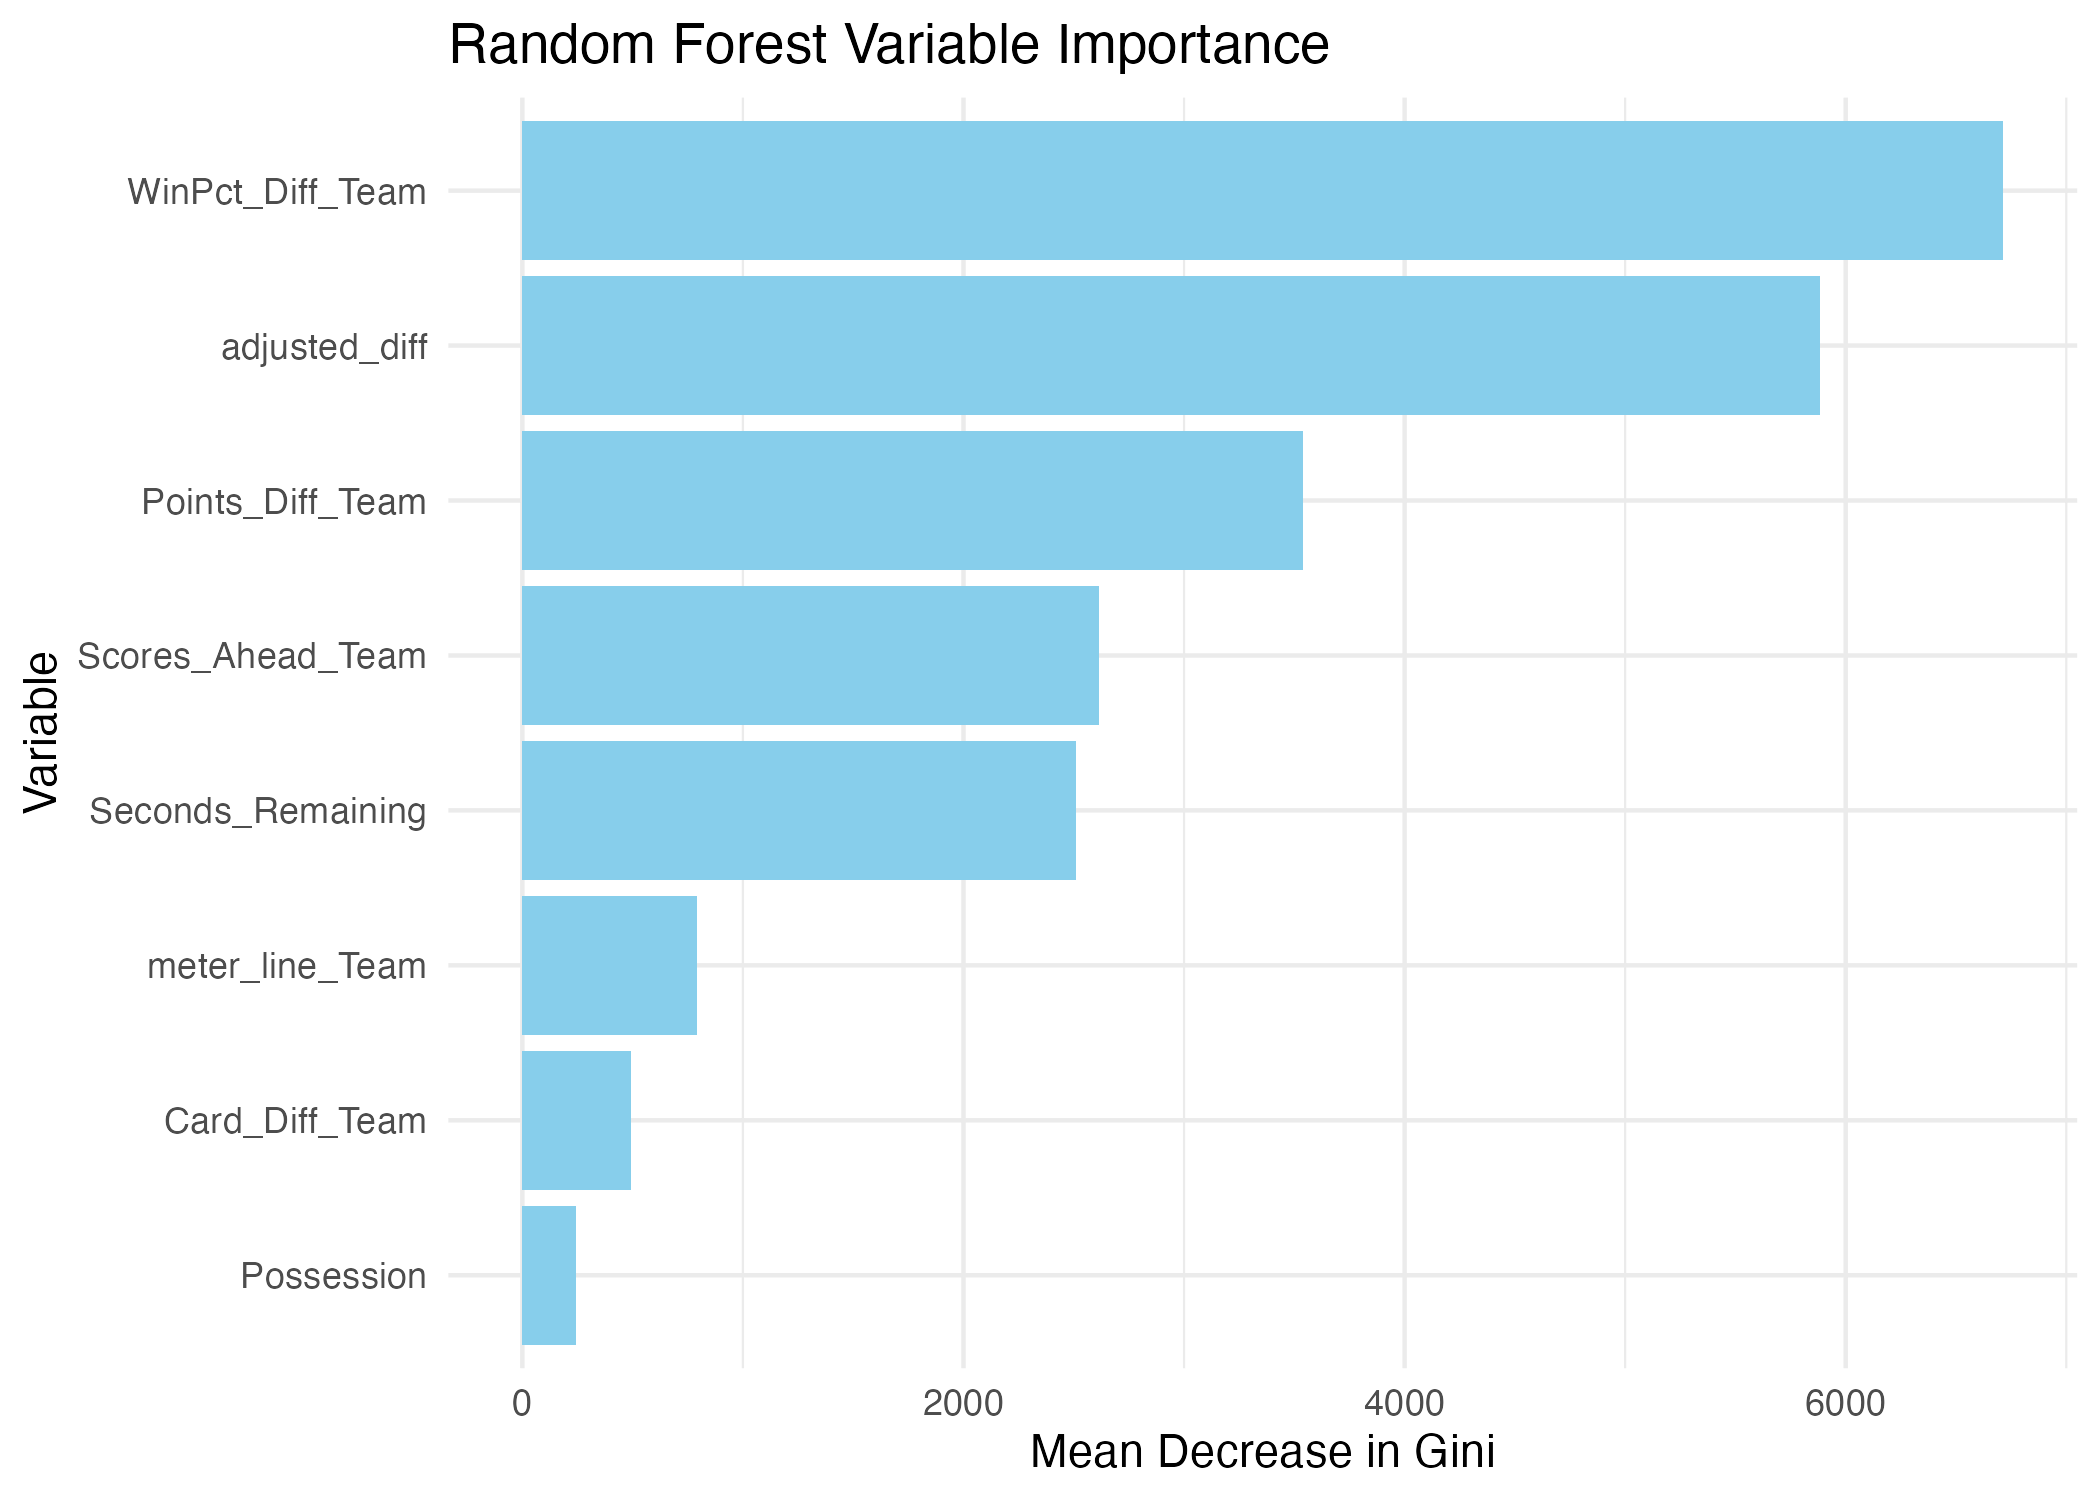 Random Forest Variable Importance
Variable
WinPct_Diff_Team
adjusted_diff
Points_Diff_Team
Scores_Ahead_Team
Seconds_Remaining
meter_line_Team
Card_Diff_Team
Possession
0 2000 4000 6000
Mean Decrease in Gini